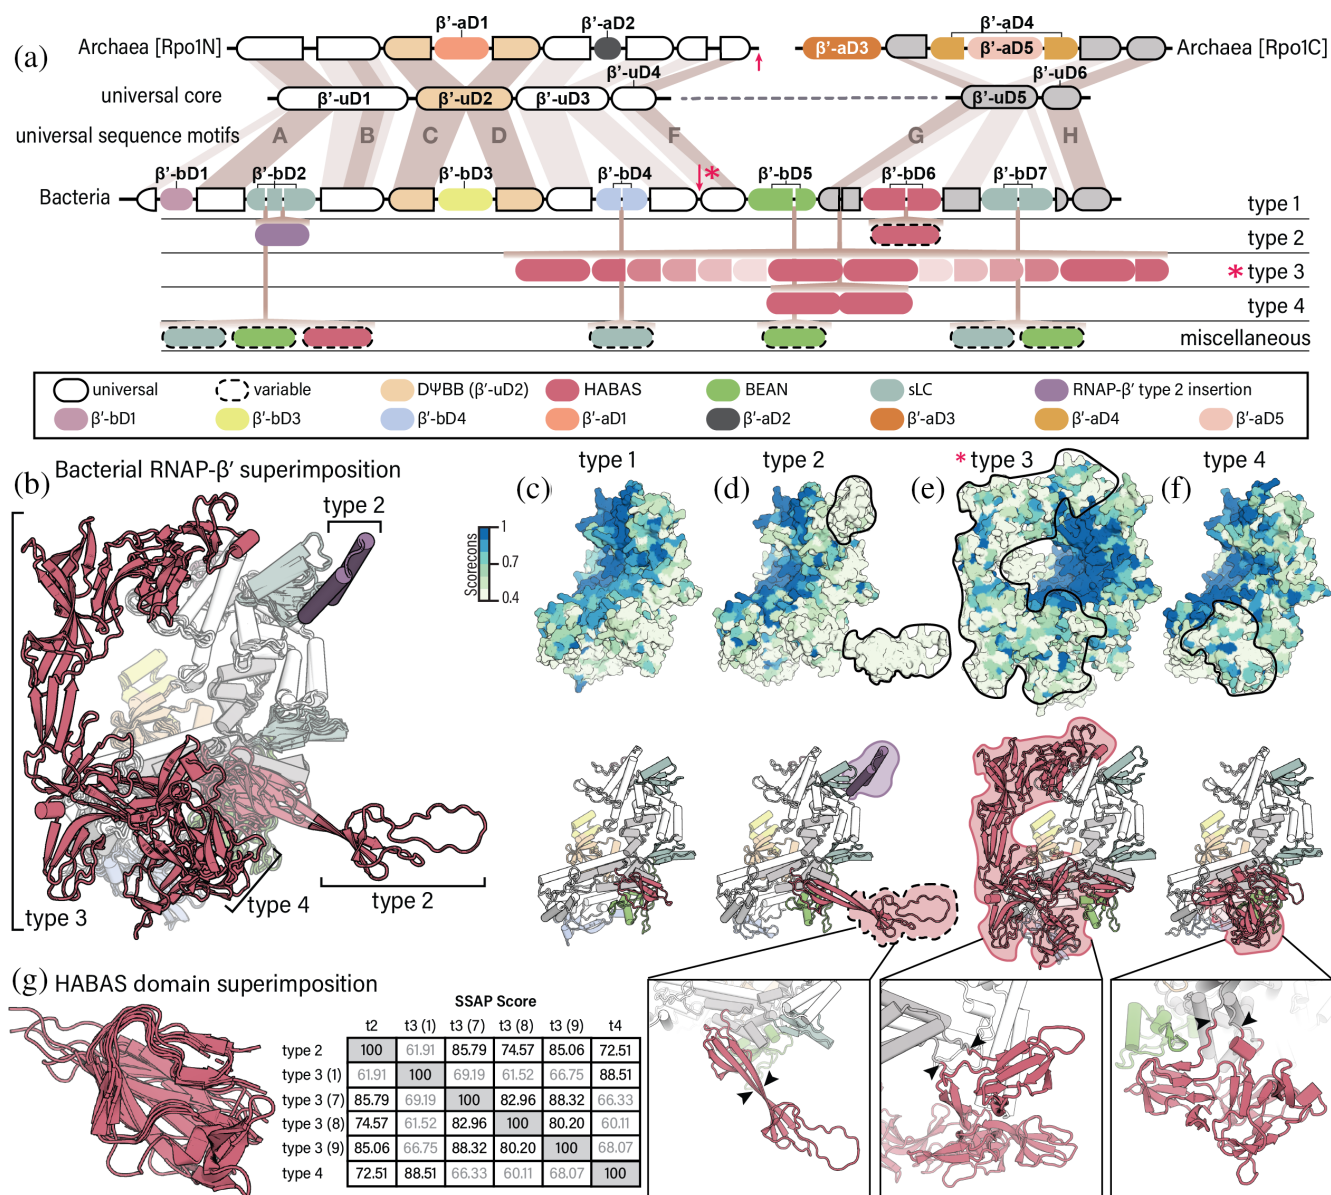 (a)
β′-aD1
β′-aD2
β′-aD4
Archaea [Rpo1N]
β′-aD3
β′-aD5
Archaea [Rpo1C]
β′-uD4
β′-uD6
universal core
β′-uD1
β′-uD2
β′-uD3
β′-uD5
universal sequence motifs
A
B
C
D
F
G
H
β′-bD1
β′-bD2
β′-bD3
β′-bD4
*
β′-bD5
β′-bD6
β′-bD7
Bacteria
type 1
type 2
* type 3
type 4
miscellaneous
universal
variable
DΨBB (β′-uD2)
HABAS
BEAN
sLC
RNAP-β′ type 2 insertion
β′-bD1
β′-bD3
β′-bD4
β′-aD1
β′-aD2
β′-aD3
β′-aD4
β′-aD5
(b)
Bacterial RNAP-β′ superimposition
type 2
type 3
type 4
type 2
type 1
(c)
type 2
(d)
* type 3
(e)
type 4
(f)
Scorecons
1
0.7
0.4
(g)
HABAS domain superimposition
SSAP Score
t2 t3 (1) t3 (7) t3 (8) t3 (9) t4
type 2 100 61.91 85.79 74.57 85.06 72.51
type 3 (1) 61.91 100 69.19 61.52 66.75 88.51
type 3 (7) 85.79 69.19 100 82.96 88.32 66.33
type 3 (8) 74.57 61.52 82.96 100 80.20 60.11
type 3 (9) 85.06 66.75 88.32 80.20 100 68.07
type 4 72.51 88.51 66.33 60.11 68.07 100